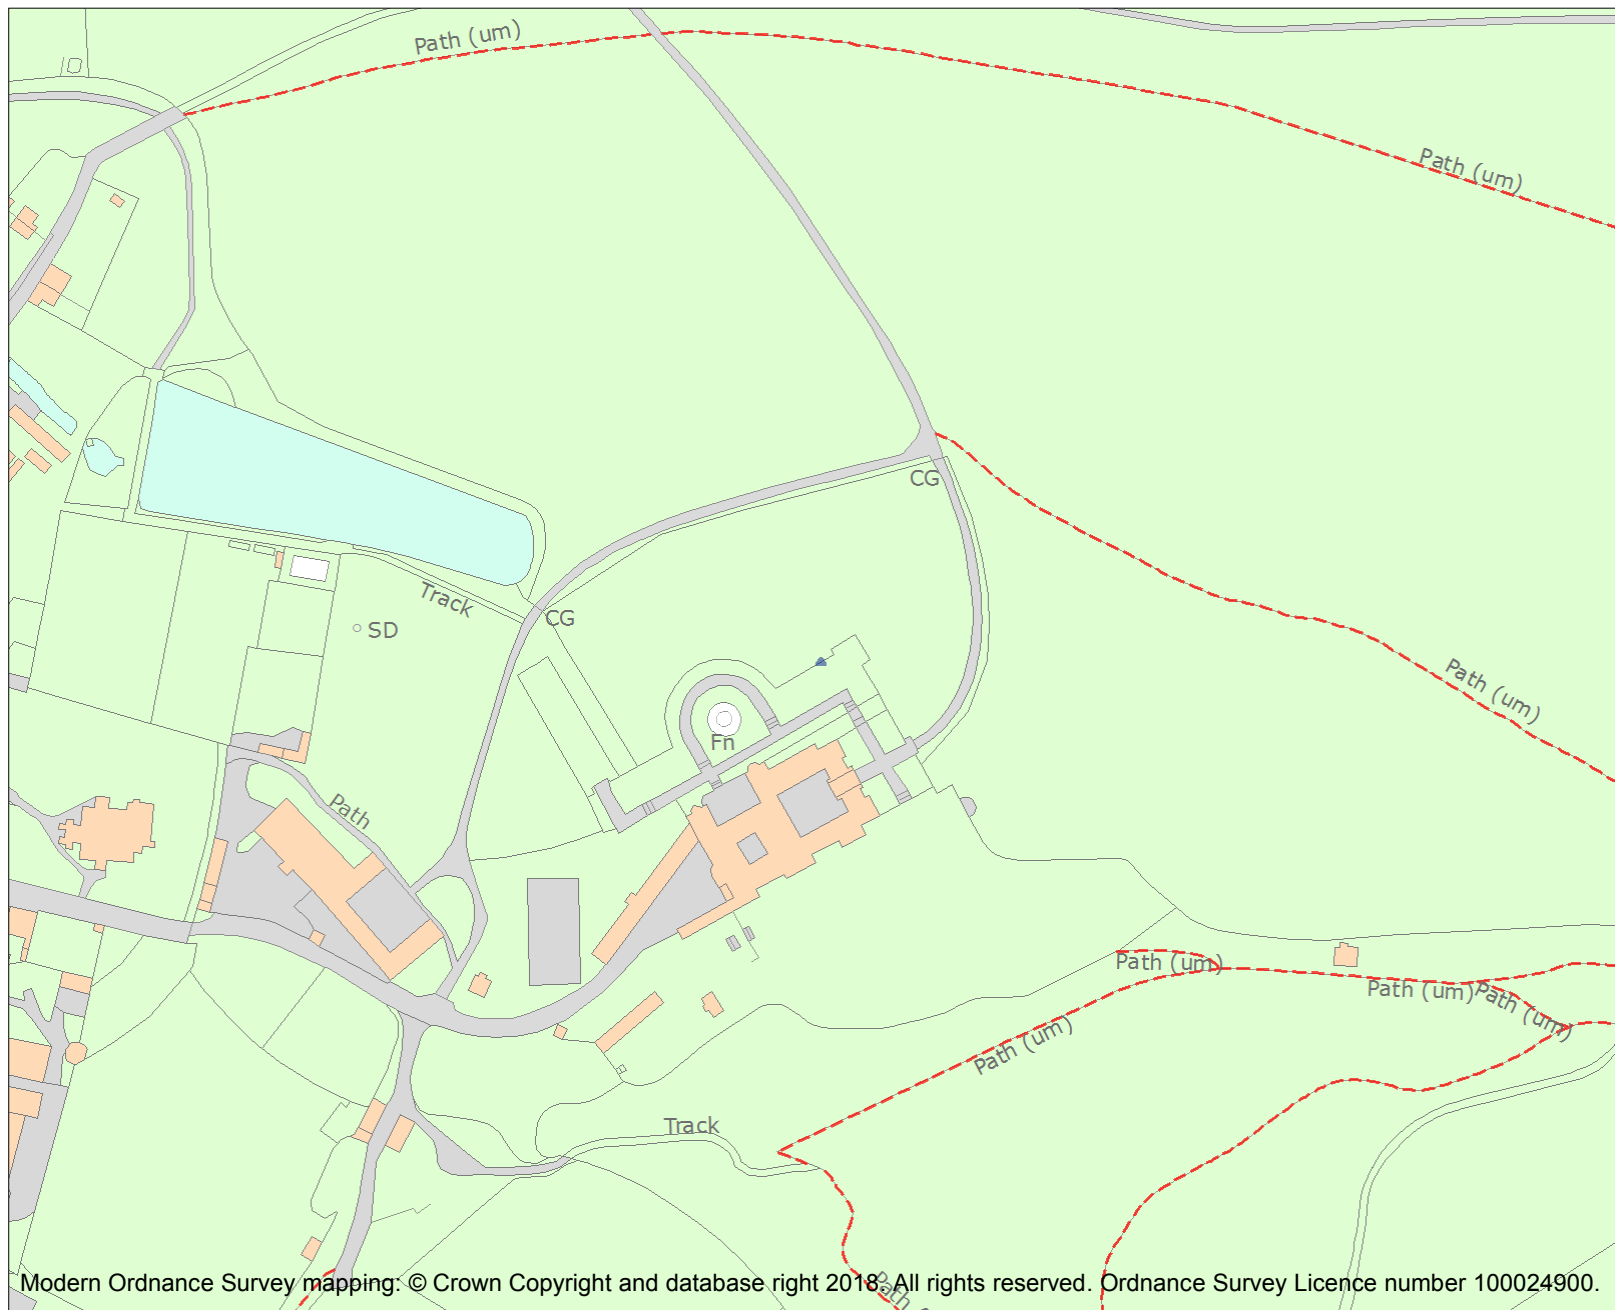 Path (um)
Path (um)
CG
Track
CG
SD
Path (um)
Fn
Path
Path (um)
Path (um)
Path (um)
Path (um)
Track
Path
Modern Ordnance Survey mapping: © Crown Copyright and database right 2018. All rights reserved. Ordnance Survey Licence number 100024900.